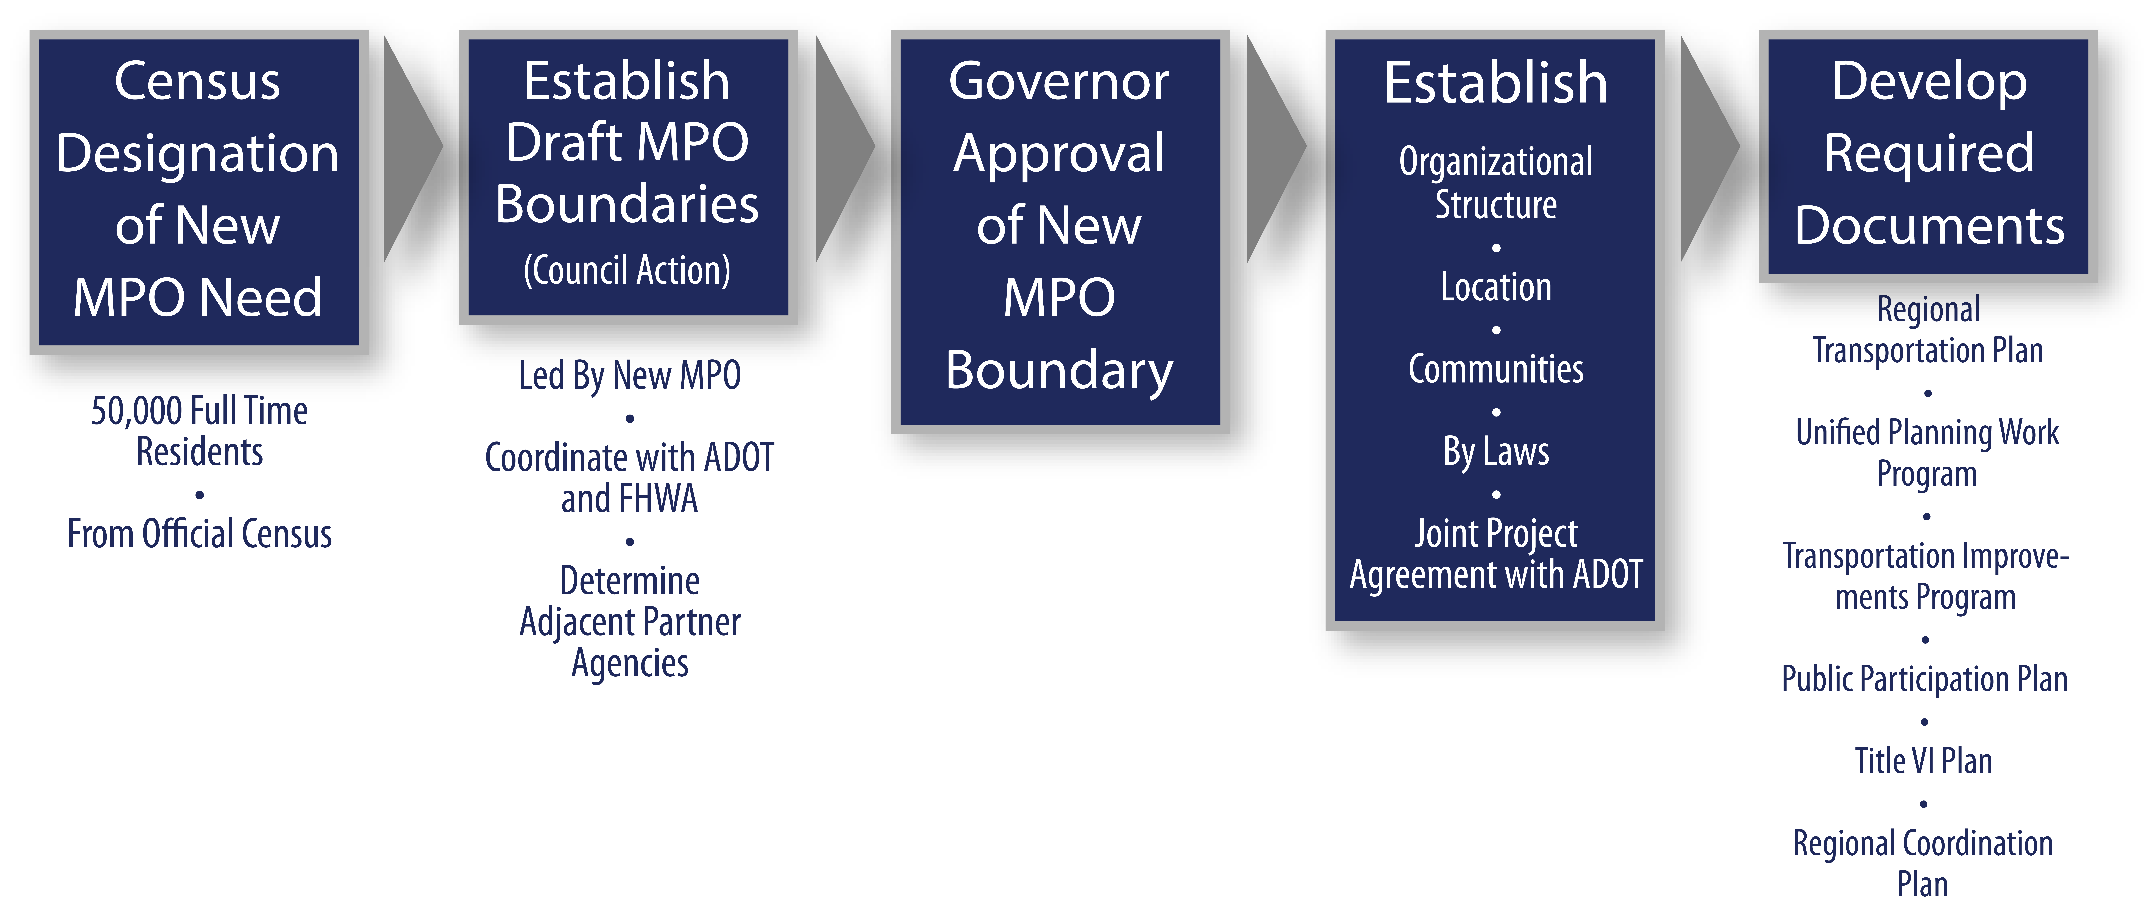 Census
Designation
of New
MPO Need
50,000 Full Time
Residents
•
From Official Census
Establish
Draft MPO
Boundaries
(Council Action)
Led By New MPO
•
Coordinate with ADOT
and FHWA
•
Determine
Adjacent Partner
Agencies
Governor
Approval
of New
MPO
Boundary
Establish
Organizational
Structure
•
Location
•
Communities
•
By Laws
•
Joint Project
Agreement with ADOT
Develop
Required
Documents
Regional
Transportation Plan
•
Unified Planning Work
Program
•
Transportation Improve-
ments Program
•
Public Participation Plan
•
Title VI Plan
•
Regional Coordination
Plan